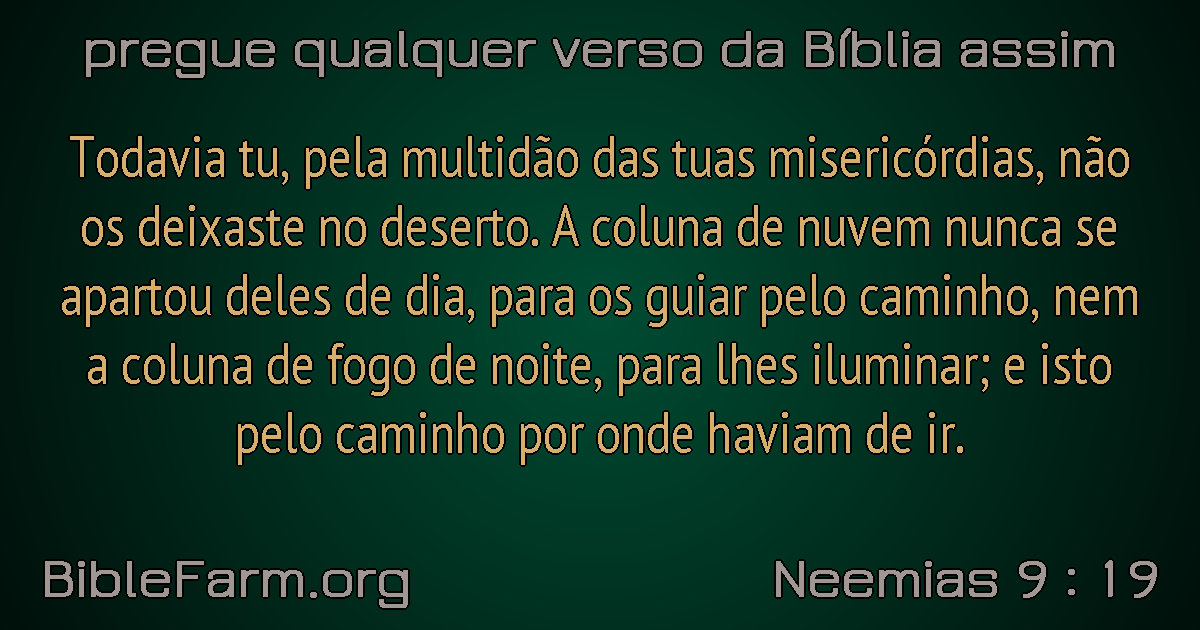 pregue qualquer verso da Bíblia assim
Todavia tu, pela multidão das tuas misericórdias, não
os deixaste no deserto. A coluna de nuvem nunca se
apartou deles de dia, para os guiar pelo caminho, nem
a coluna de fogo de noite, para lhes iluminar; e isto
pelo caminho por onde haviam de ir.
BibleFarm.org
Neemias 9 : 19